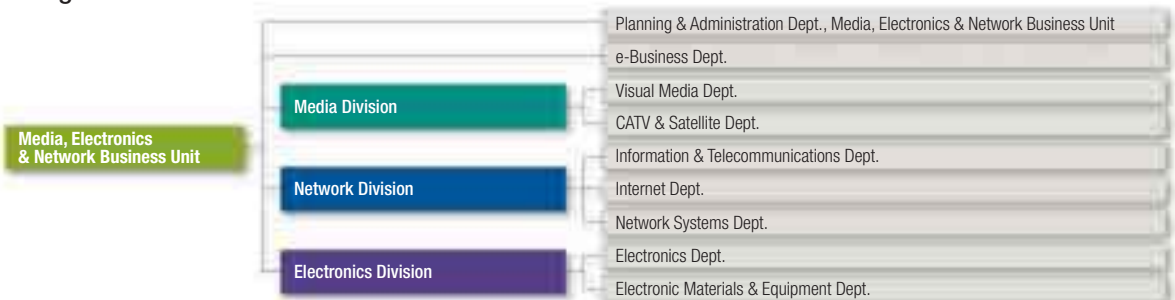 Planning & Administration Dept., Media, Electronics & Network Business Unit
e-Business Dept.
Media Division
Visual Media Dept.
CATV & Satellite Dept.
Media, Electronics
& Network Business Unit
Information & Telecommunications Dept.
Network Division
Internet Dept.
Network Systems Dept.
Electronics Division
Electronics Dept.
Electronic Materials & Equipment Dept.